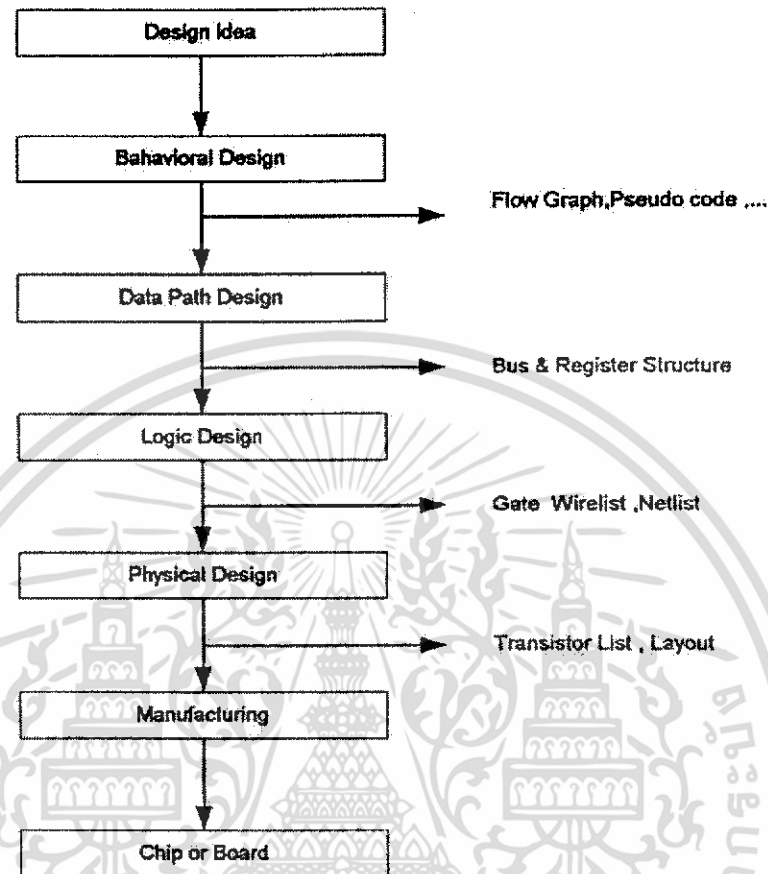 Design Idea
Bahavioral Design
Flow Graph,Pseudo code ,...
Data Path Design
Bus & Register Structure
Logic Design
Gate Wirelist ,Netlist
Physical Design
Transistor List , Layout
Manufacturing
Chip or Board